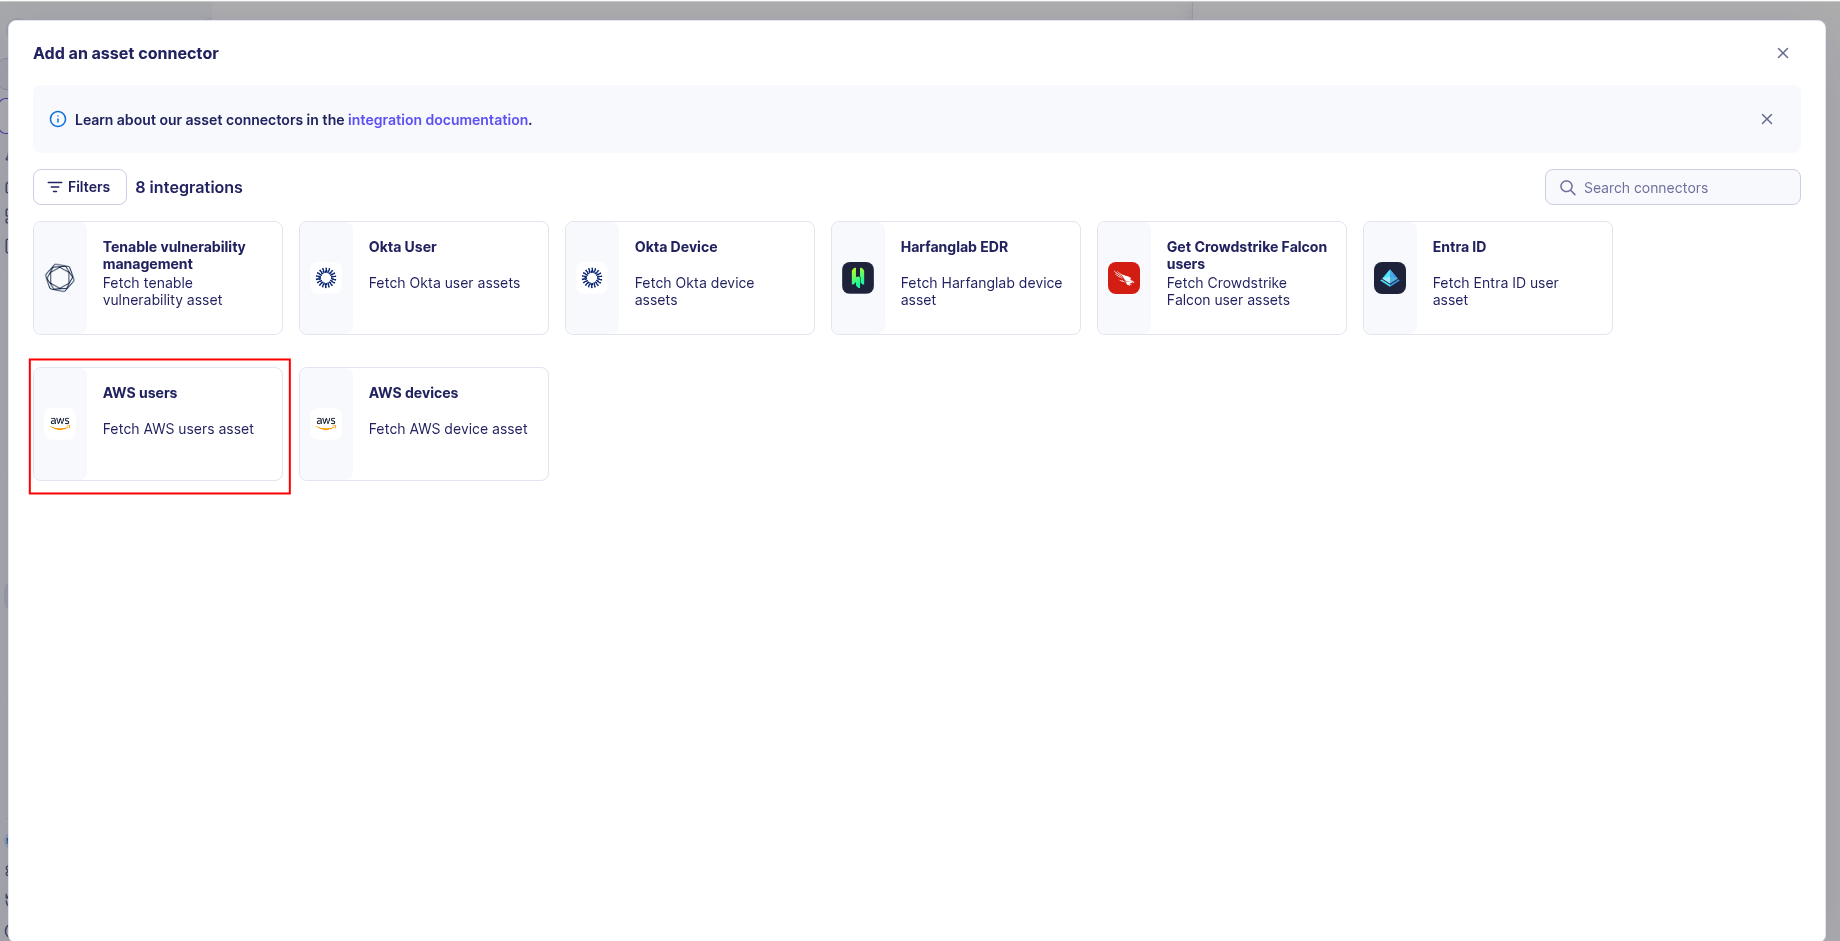 Add an asset connector
Learn about our asset connectors in the integration documentation.
Filters
8 integrations
Search connectors
Tenable vulnerability
management
Fetch tenable
vulnerability asset
Okta User
Fetch Okta user assets
Okta Device
Fetch Okta device
assets
Harfanglab EDR
Fetch Harfanglab device
asset
Get Crowdstrike Falcon
users
Fetch Crowdstrike
Falcon user assets
Entra ID
Fetch Entra ID user
asset
aws
AWS users
Fetch AWS users asset
aws
AWS devices
Fetch AWS device asset